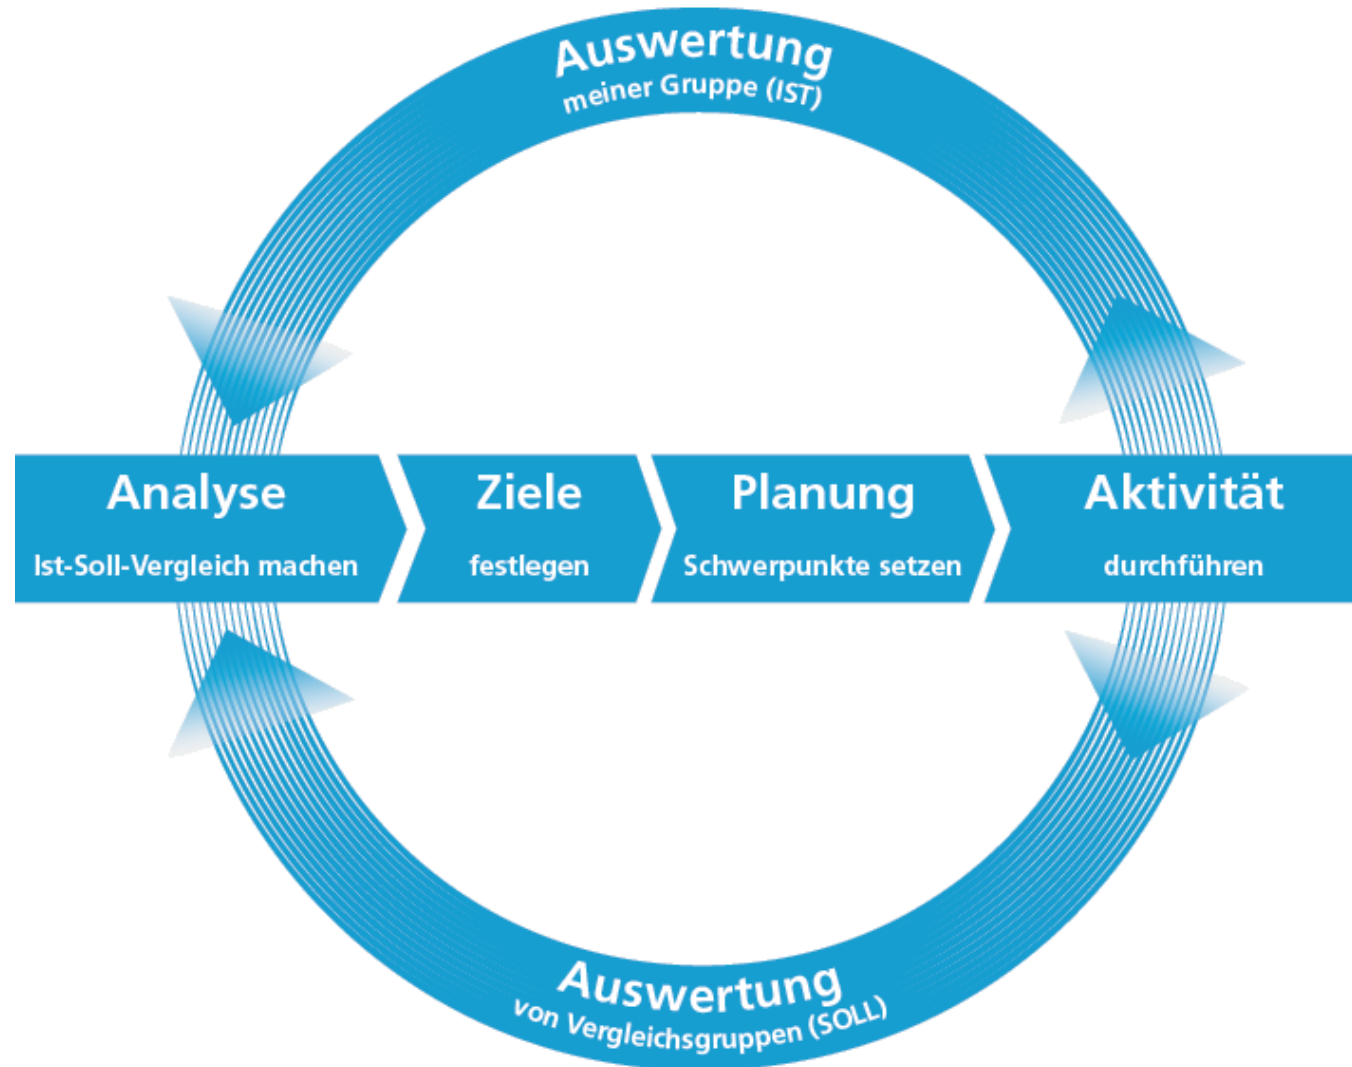 Auswertung
meiner Gruppe (IST)
Analyse
Ist-Soll-Vergleich machen
Ziele
festlegen
Planung
Schwerpunkte setzen
Aktivität
durchführen
Auswertung
von Vergleichsgruppen (SOLL)